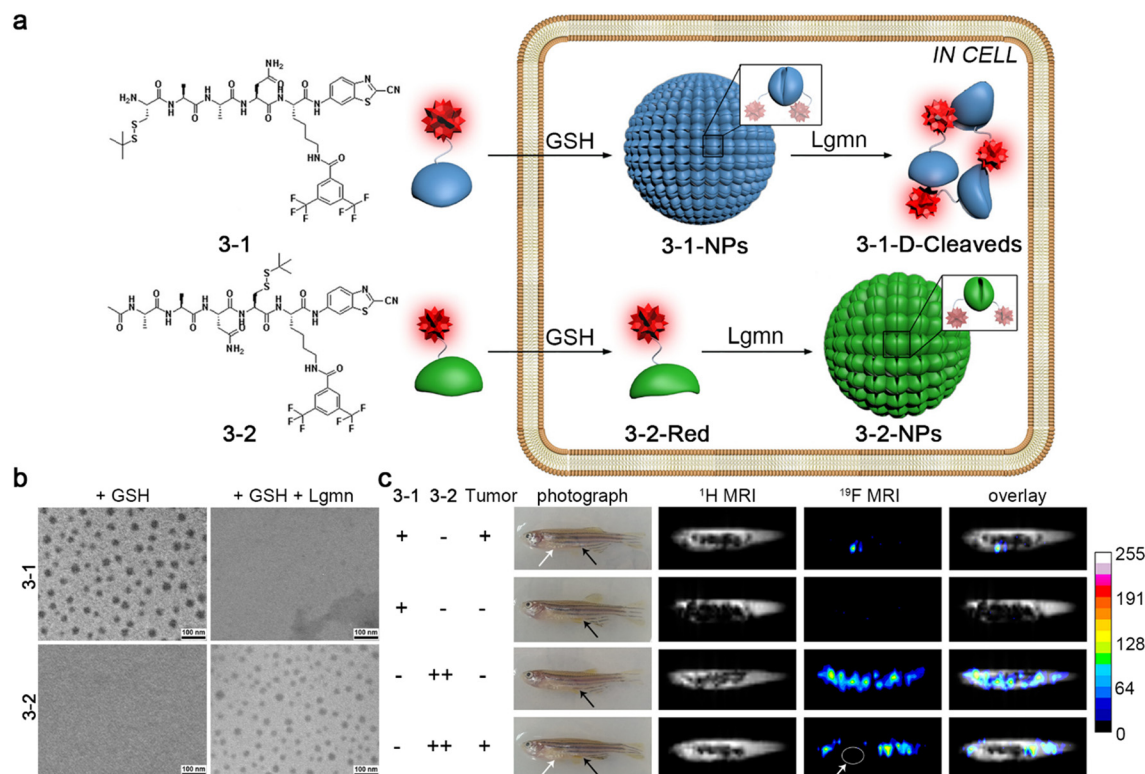 a
IN CELL
GSH
Lgmn
3-1
3-1-NPs
3-1-D-Cleaveds
GSH
Lgmn
3-2
3-2-Red
3-2-NPs
H2N
NH2
H
N
O
S
CN
HN
F
b
+ GSH
+ GSH + Lgmn
3-1
100 nm
100 nm
3-2
100 nm
100 nm
c
3-1 3-2 Tumor photograph ¹H MRI ¹⁹F MRI overlay
+ - +
+ - -
- ++ -
- ++ +
255
191
128
64
0